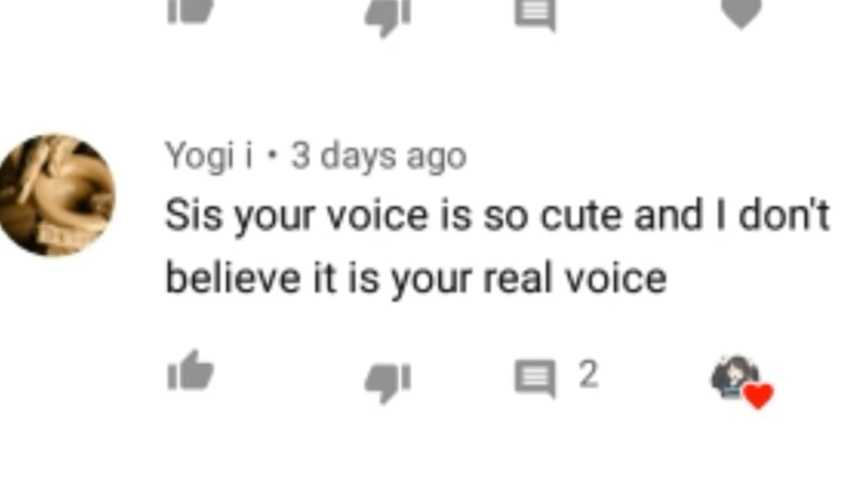 Yogi i • 3 days ago
Sis your voice is so cute and I don't
believe it is your real voice
2